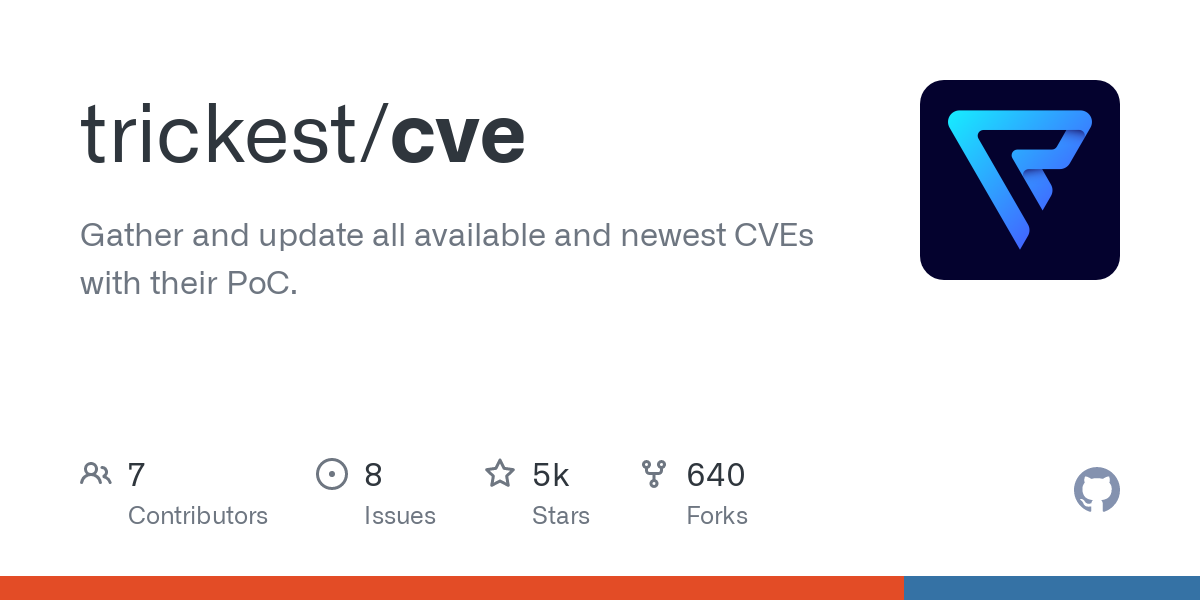 trickest/cve
Gather and update all available and newest CVEs
with their PoC.
7
Contributors
8
Issues
5k
Stars
640
Forks